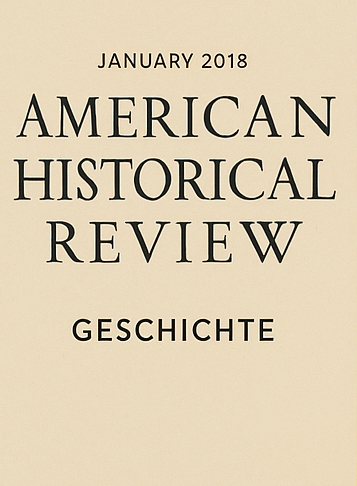 JANUARY 2018
AMERICAN
HISTORICAL
REVIEW
GESCHICHTE